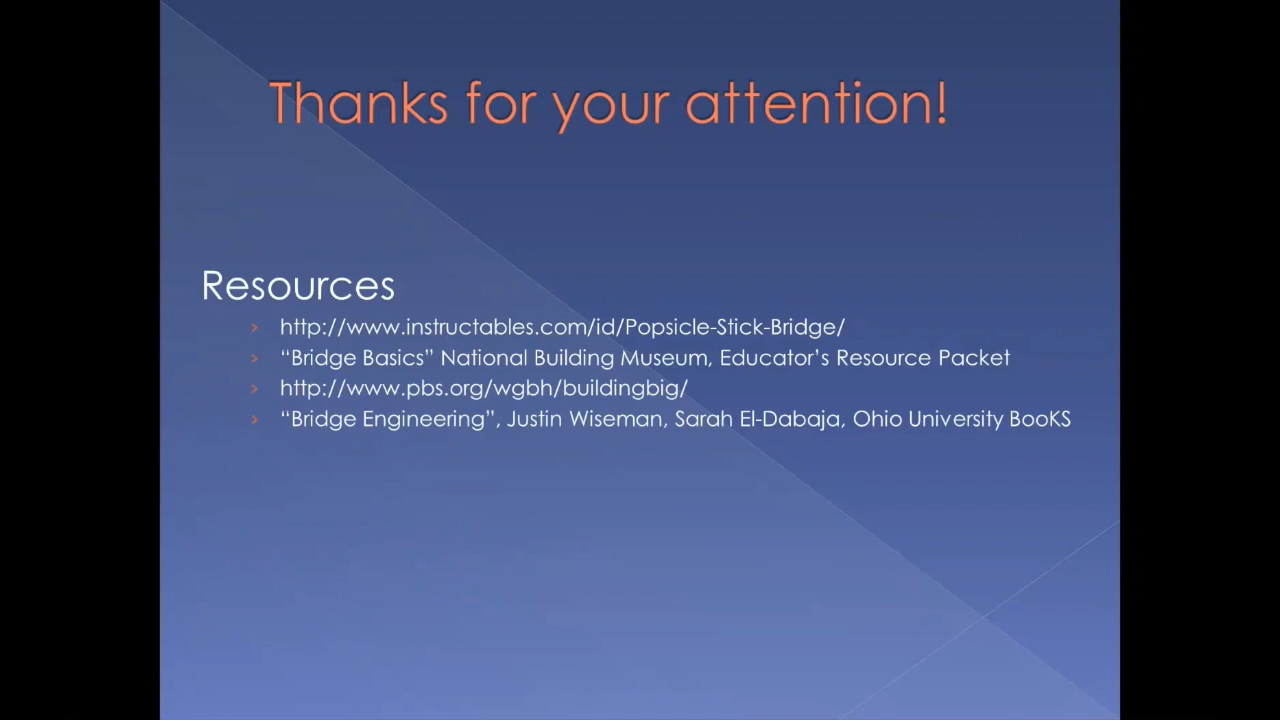 Thanks for your attention!
Resources
› http://www.instructables.com/id/Popsicle-Stick-Bridge/
› “Bridge Basics” National Building Museum, Educator’s Resource Packet
› http://www.pbs.org/wgbh/buildingbig/
› “Bridge Engineering”, Justin Wiseman, Sarah El-Dabaja, Ohio University BooKS